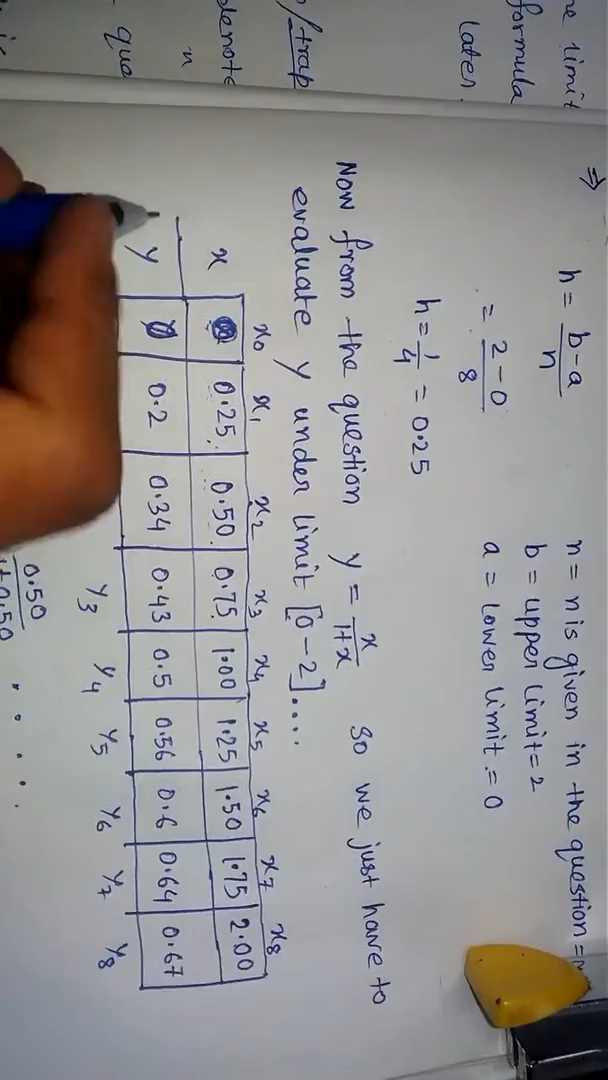 he limit
formula
later.
/trap
denote
n
que
⇒ h = b-a/n
= 2-0/8
h = 1/4 = 0.25
n = n is given in the question =
b = upper limit = 2
a = lower limit = 0
Now from the question y = x/1+x so we just have to
evaluate y under limit [0-2]....
x0 x1 x2 x3 x4 x5 x6 x7 x8
x 0.25 0.50 0.75 1.00 1.25 1.50 1.75 2.00
y 0.2 0.34 0.43 0.5 0.56 0.6 0.64 0.67
y3 y4 y5 y6 y7 y8
0.50
1+0.50 .....